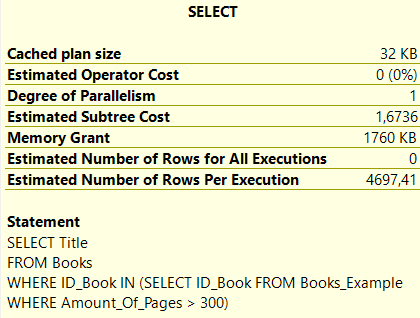 SELECT
Cached plan size 32 KB
Estimated Operator Cost 0 (0%)
Degree of Parallelism 1
Estimated Subtree Cost 1,6736
Memory Grant 1760 KB
Estimated Number of Rows for All Executions 0
Estimated Number of Rows Per Execution 4697,41
Statement
SELECT Title
FROM Books
WHERE ID_Book IN (SELECT ID_Book FROM Books_Example
WHERE Amount_Of_Pages > 300)